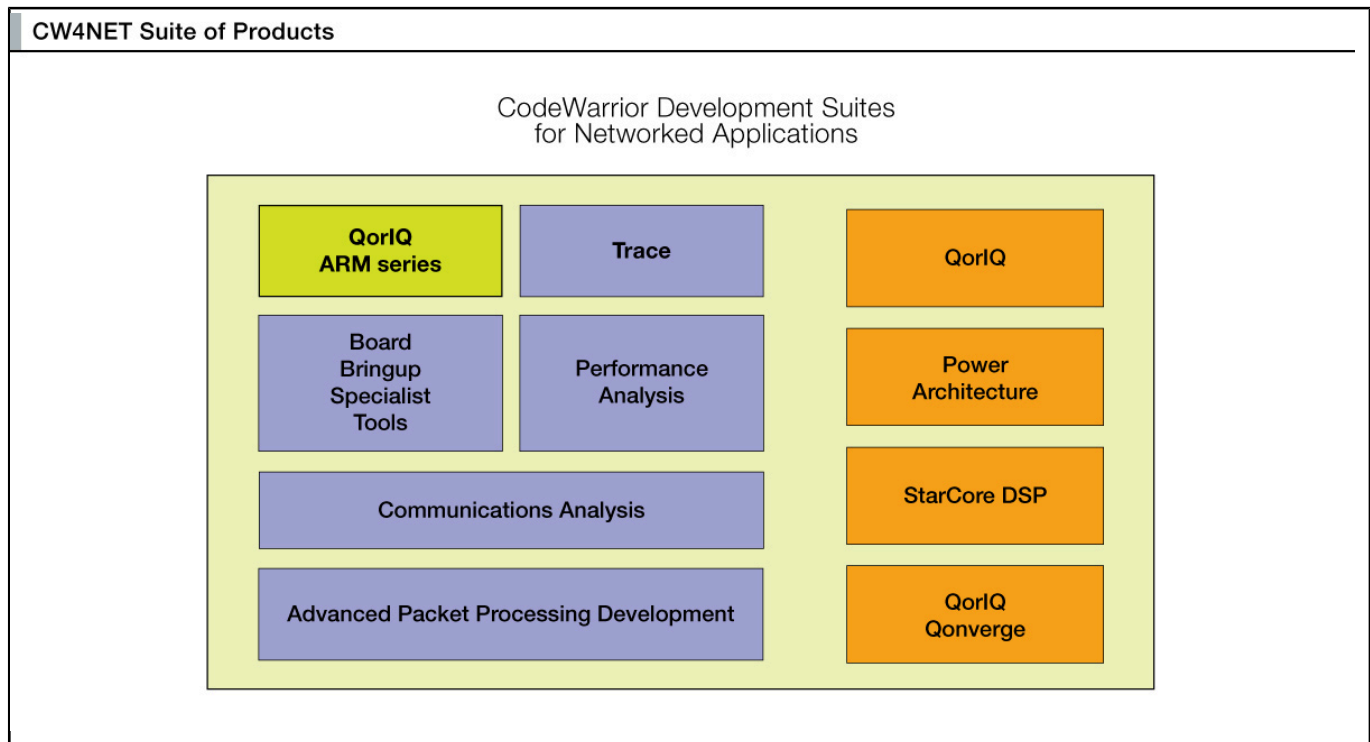 CW4NET Suite of Products
CodeWarrior Development Suites
for Networked Applications
QorIQ
ARM series
Trace
Board
Bringup
Specialist
Tools
Performance
Analysis
Communications Analysis
Advanced Packet Processing Development
QorIQ
Power
Architecture
StarCore DSP
QorIQ
Qonverge